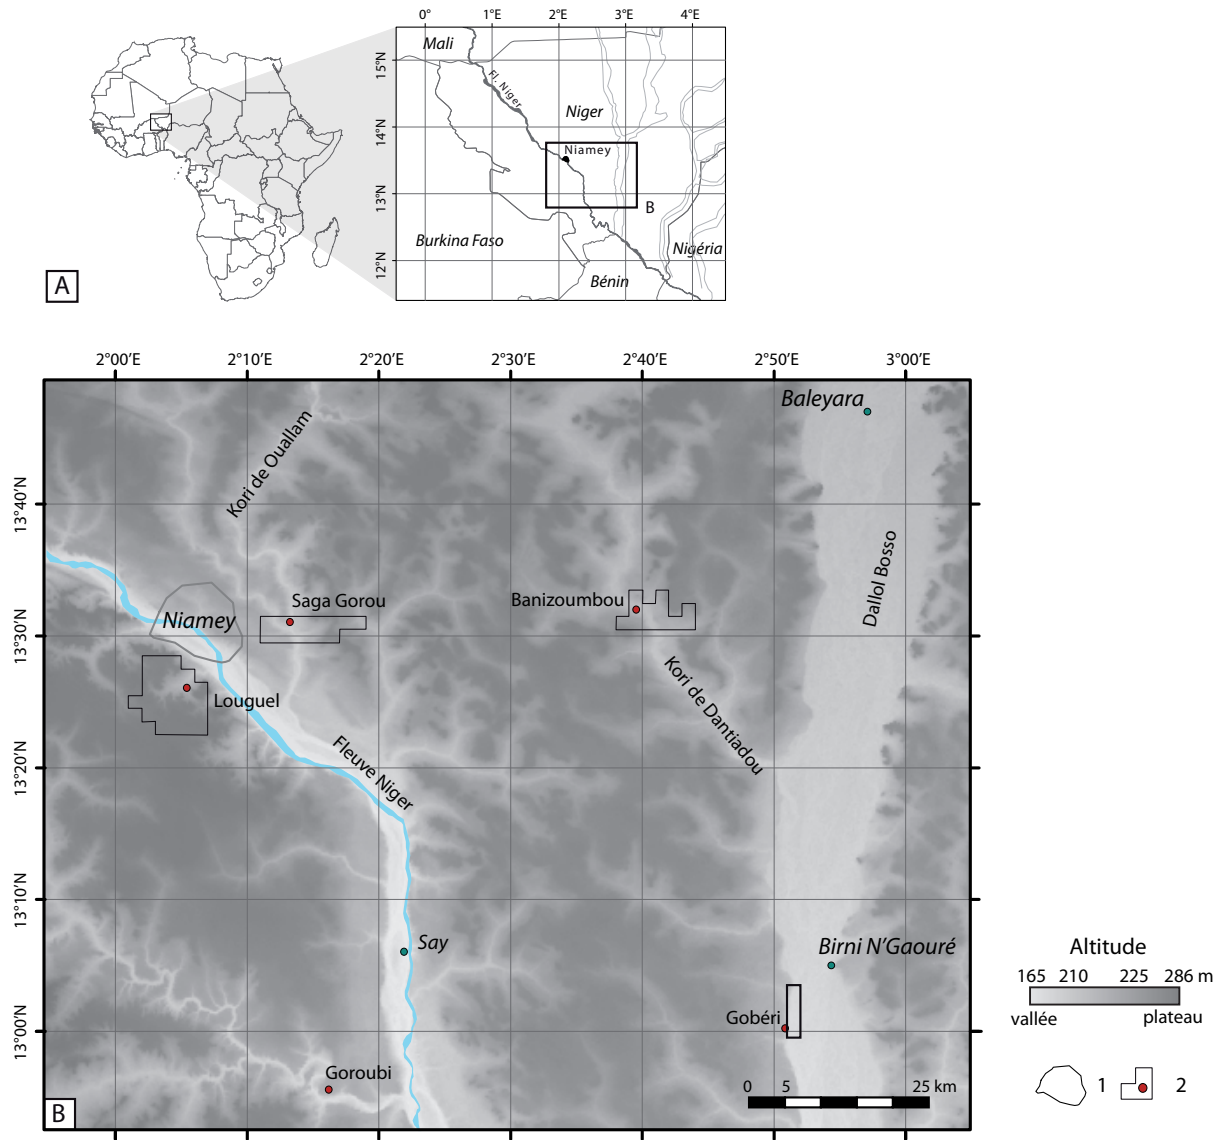 0° 1°E 2°E 3°E 4°E
Mali
15°N
Fl. Niger
Niger
14°N
Niamey
13°N
B
Burkina Faso
Nigéria
12°N
Bénin
A
2°00'E 2°10'E 2°20'E 2°30'E 2°40'E 2°50'E 3°00'E
Baleyara
Kori de Ouallam
13°40'N
Dallol Bosso
Banizoumbou
Saga Gorou
Niamey
13°30'N
Kori de Dantiadou
Louguel
Fleuve Niger
13°20'N
13°10'N
Say
Birni N'Gaouré
Altitude
165 210 225 286 m
vallée plateau
Gobéri
13°00'N
Goroubi
0 5 25 km
1 2
B